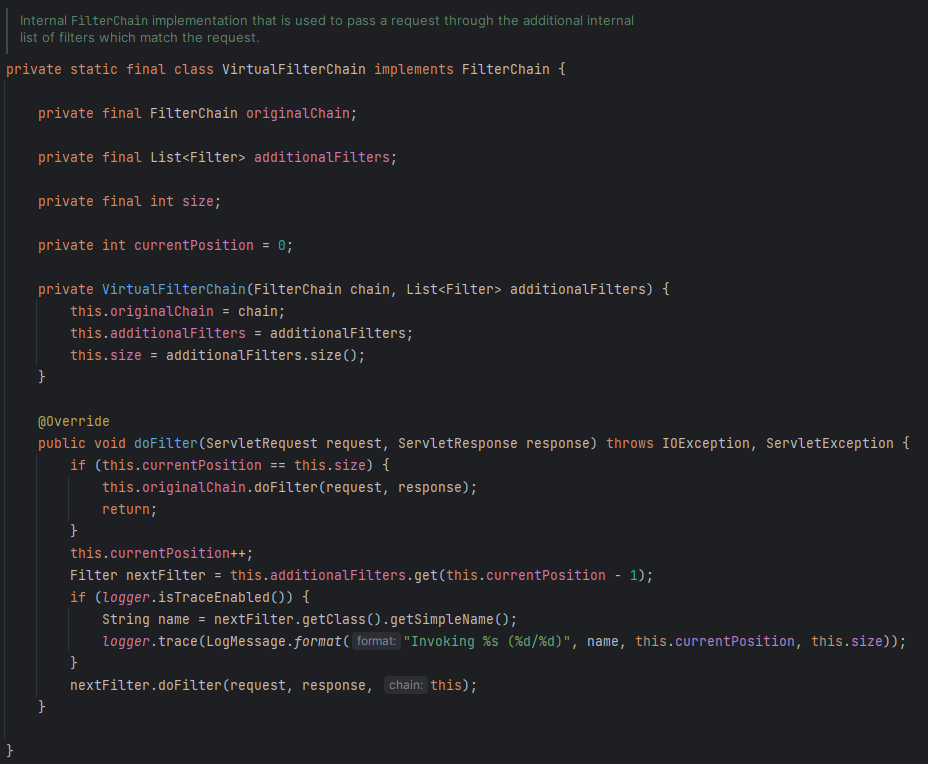 Internal FilterChain implementation that is used to pass a request through the additional internal
list of filters which match the request.
private static final class VirtualFilterChain implements FilterChain {
    private final FilterChain originalChain;
    private final List<Filter> additionalFilters;
    private final int size;
    private int currentPosition = 0;
    private VirtualFilterChain(FilterChain chain, List<Filter> additionalFilters) {
        this.originalChain = chain;
        this.additionalFilters = additionalFilters;
        this.size = additionalFilters.size();
    }
    @Override
    public void doFilter(ServletRequest request, ServletResponse response) throws IOException, ServletException {
        if (this.currentPosition == this.size) {
            this.originalChain.doFilter(request, response);
            return;
        }
        this.currentPosition++;
        Filter nextFilter = this.additionalFilters.get(this.currentPosition - 1);
        if (logger.isTraceEnabled()) {
            String name = nextFilter.getClass().getSimpleName();
            logger.trace(LogMessage.format( format: "Invoking %s (%d/%d)", name, this.currentPosition, this.size));
        }
        nextFilter.doFilter(request, response, chain: this);
    }
}